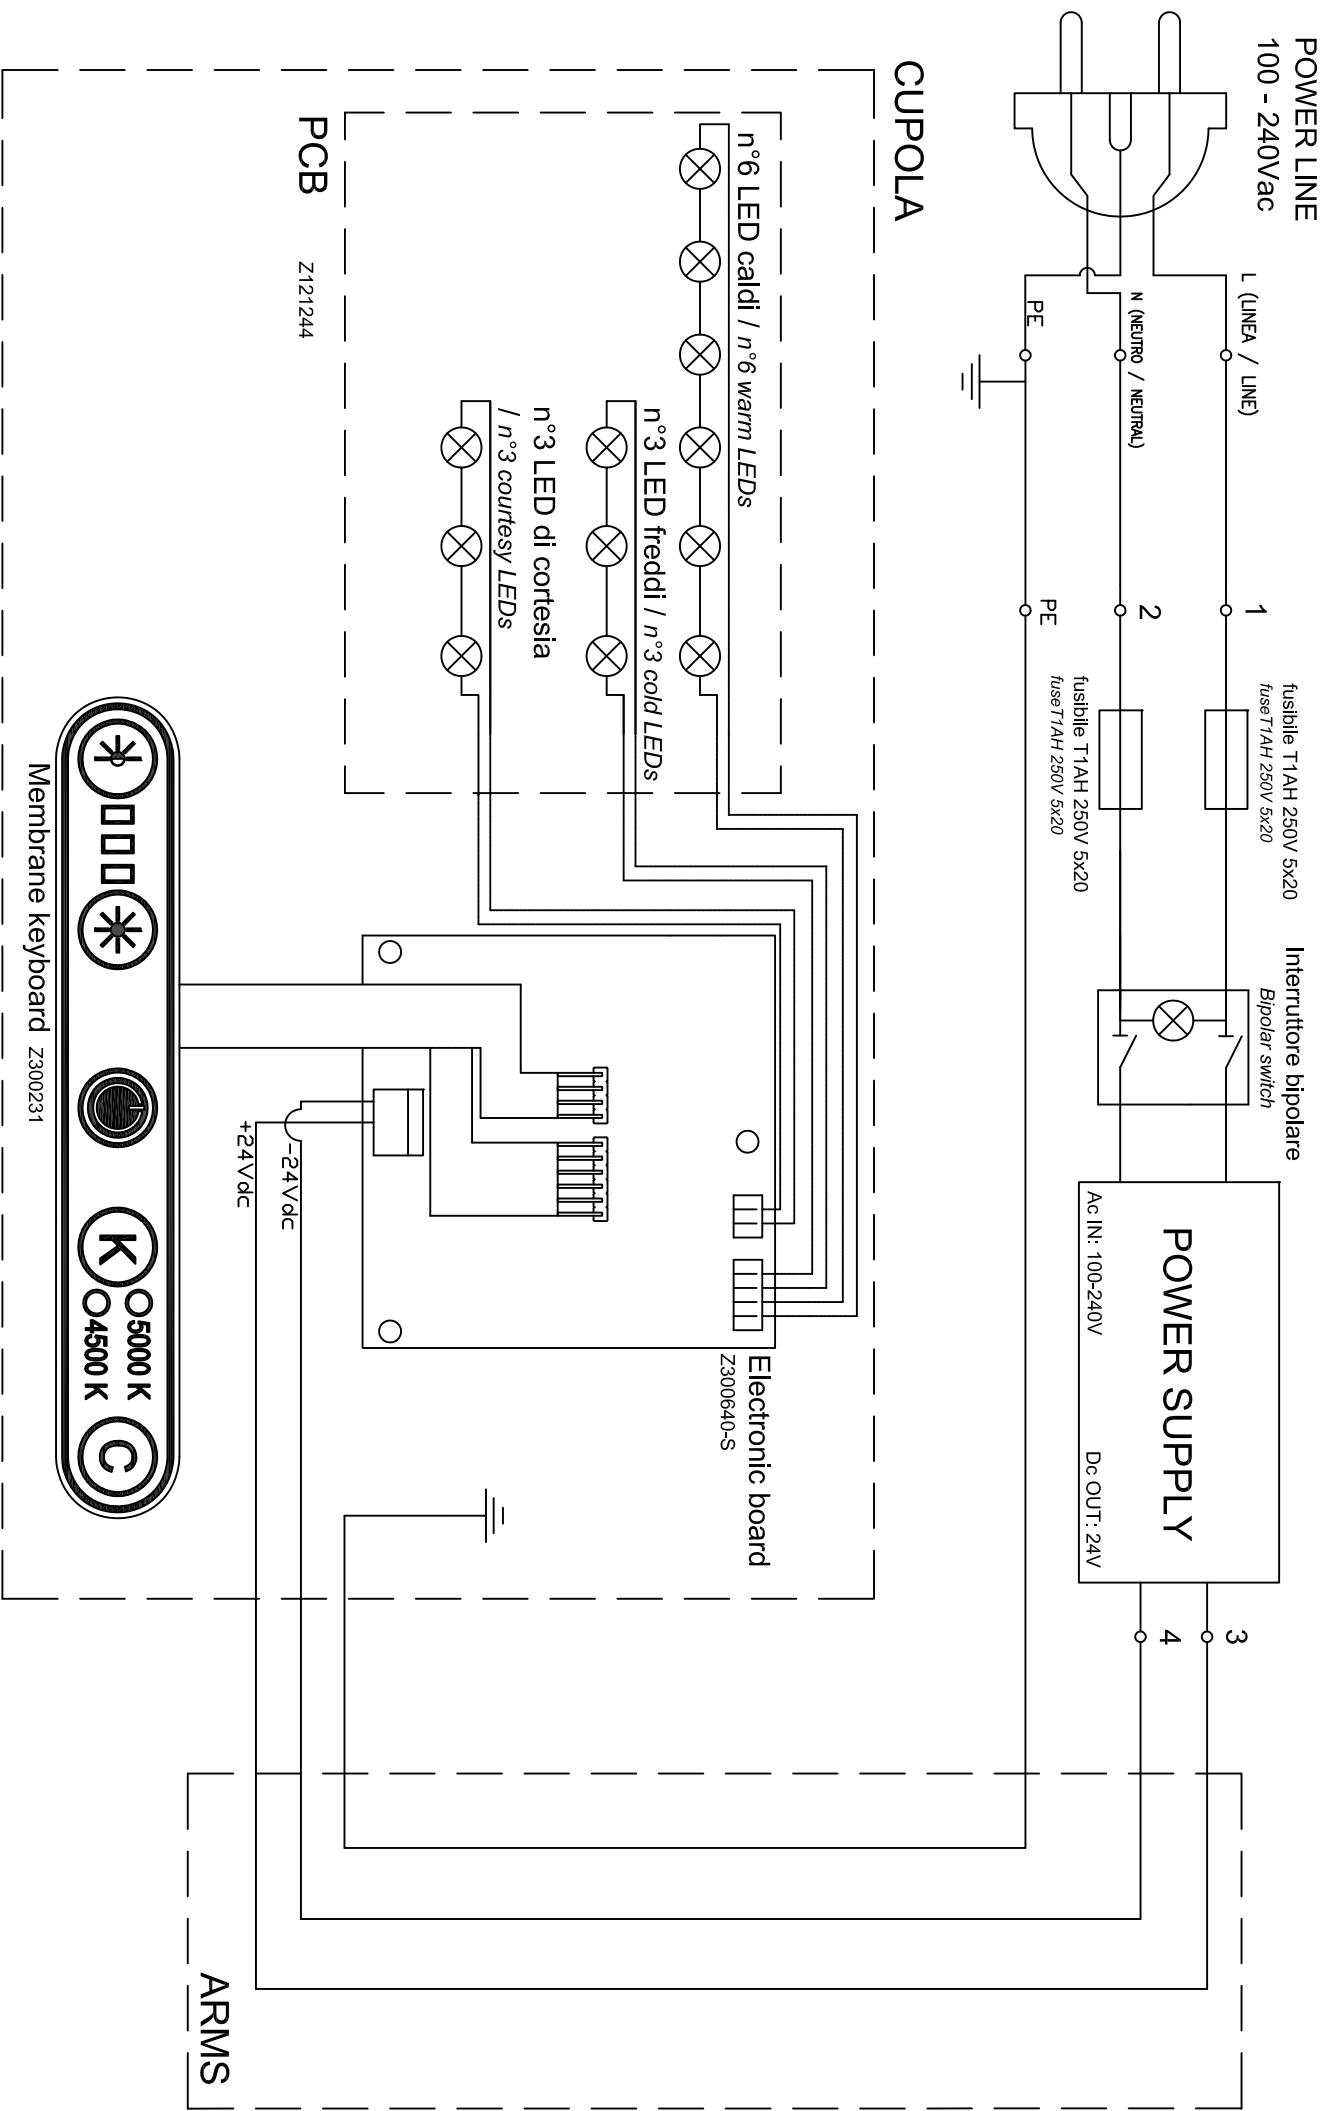 POWER LINE
100 - 240Vac
L (LINEA / LINE)
N (NEUTRO / NEUTRAL)
PE
1
2
PE
fusibile T1AH 250V 5x20
fuseT1AH 250V 5x20
fusibile T1AH 250V 5x20
fuseT1AH 250V 5x20
Interruttore bipolare
Bipolar switch
POWER SUPPLY
Ac IN: 100-240V
Dc OUT: 24V
3
4
CUPOLA
n°6 LED caldi / n°6 warm LEDs
n°3 LED freddi / n°3 cold LEDs
n°3 LED di cortesia
/ n°3 courtesy LEDs
PCB
Z121244
Electronic board
Z300640-S
-24Vdc
+24Vdc
K
5000 K
4500 K
C
Membrane keyboard Z300231
ARMS